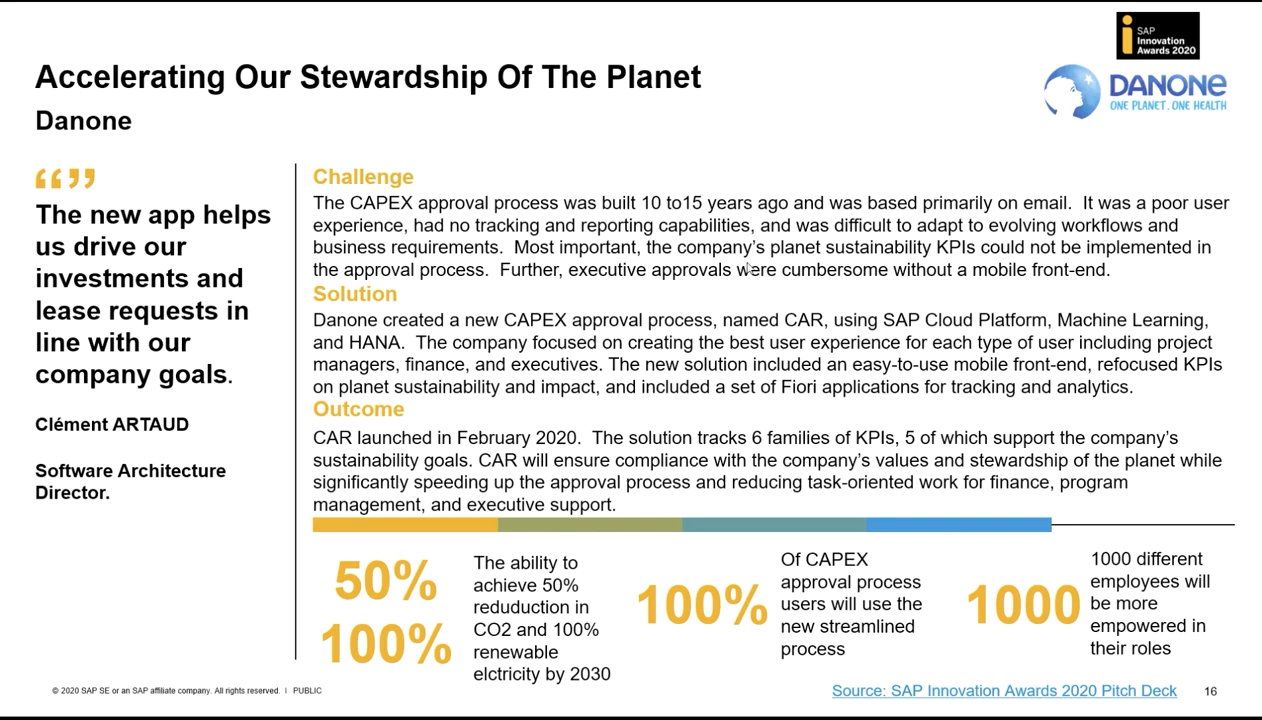 SAP
Innovation
Awards 2020
DANONE
ONE PLANET. ONE HEALTH
Accelerating Our Stewardship Of The Planet
Danone
“”
The new app helps
us drive our
investments and
lease requests in
line with our
company goals.
Clément ARTAUD
Software Architecture
Director.
Challenge
The CAPEX approval process was built 10 to15 years ago and was based primarily on email.  It was a poor user
experience, had no tracking and reporting capabilities, and was difficult to adapt to evolving workflows and
business requirements.  Most important, the company’s planet sustainability KPIs could not be implemented in
the approval process.  Further, executive approvals were cumbersome without a mobile front-end.
Solution
Danone created a new CAPEX approval process, named CAR, using SAP Cloud Platform, Machine Learning,
and HANA.  The company focused on creating the best user experience for each type of user including project
managers, finance, and executives. The new solution included an easy-to-use mobile front-end, refocused KPIs
on planet sustainability and impact, and included a set of Fiori applications for tracking and analytics.
Outcome
CAR launched in February 2020.  The solution tracks 6 families of KPIs, 5 of which support the company’s
sustainability goals. CAR will ensure compliance with the company’s values and stewardship of the planet while
significantly speeding up the approval process and reducing task-oriented work for finance, program
management, and executive support.
50%
100%
The ability to
achieve 50%
reduduction in
CO2 and 100%
renewable
elctricity by 2030
100%
Of CAPEX
approval process
users will use the
new streamlined
process
1000
1000 different
employees will
be more
empowered in
their roles
© 2020 SAP SE or an SAP affiliate company. All rights reserved. I PUBLIC
Source: SAP Innovation Awards 2020 Pitch Deck
16